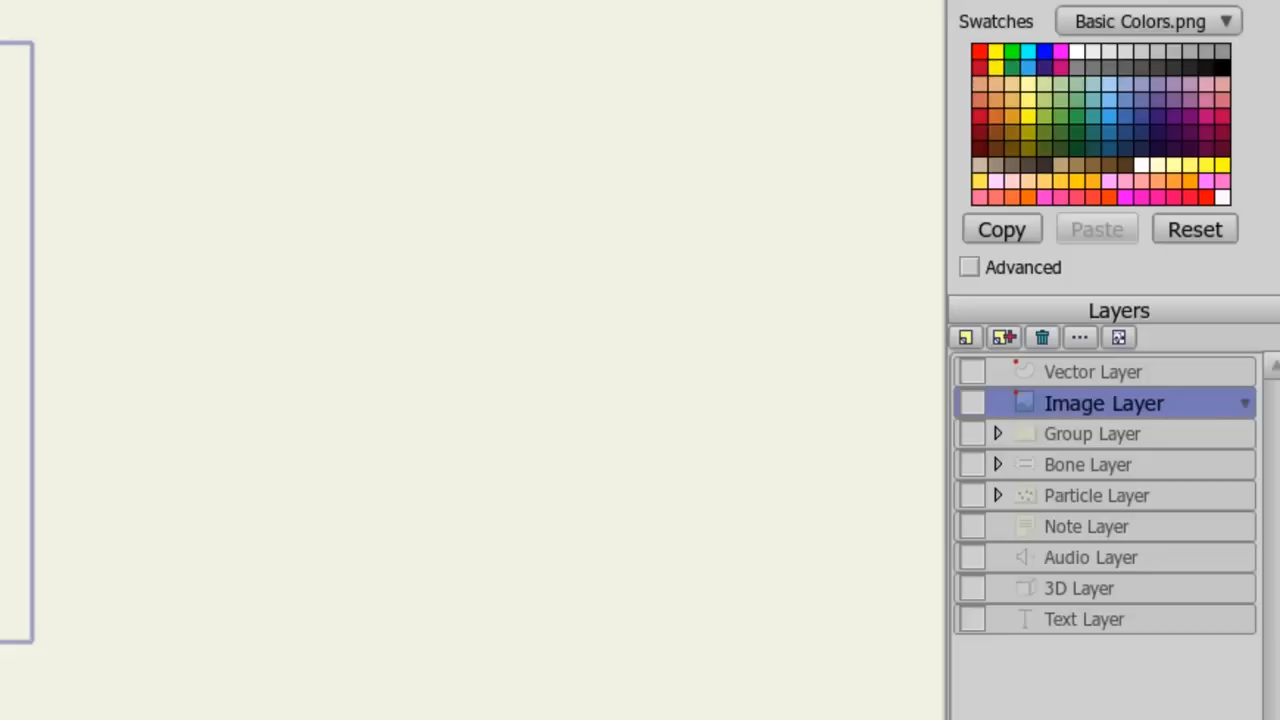 Swatches
Basic Colors.png
Copy
Paste
Reset
Advanced
Layers
Vector Layer
Image Layer
Group Layer
Bone Layer
Particle Layer
Note Layer
Audio Layer
3D Layer
Text Layer